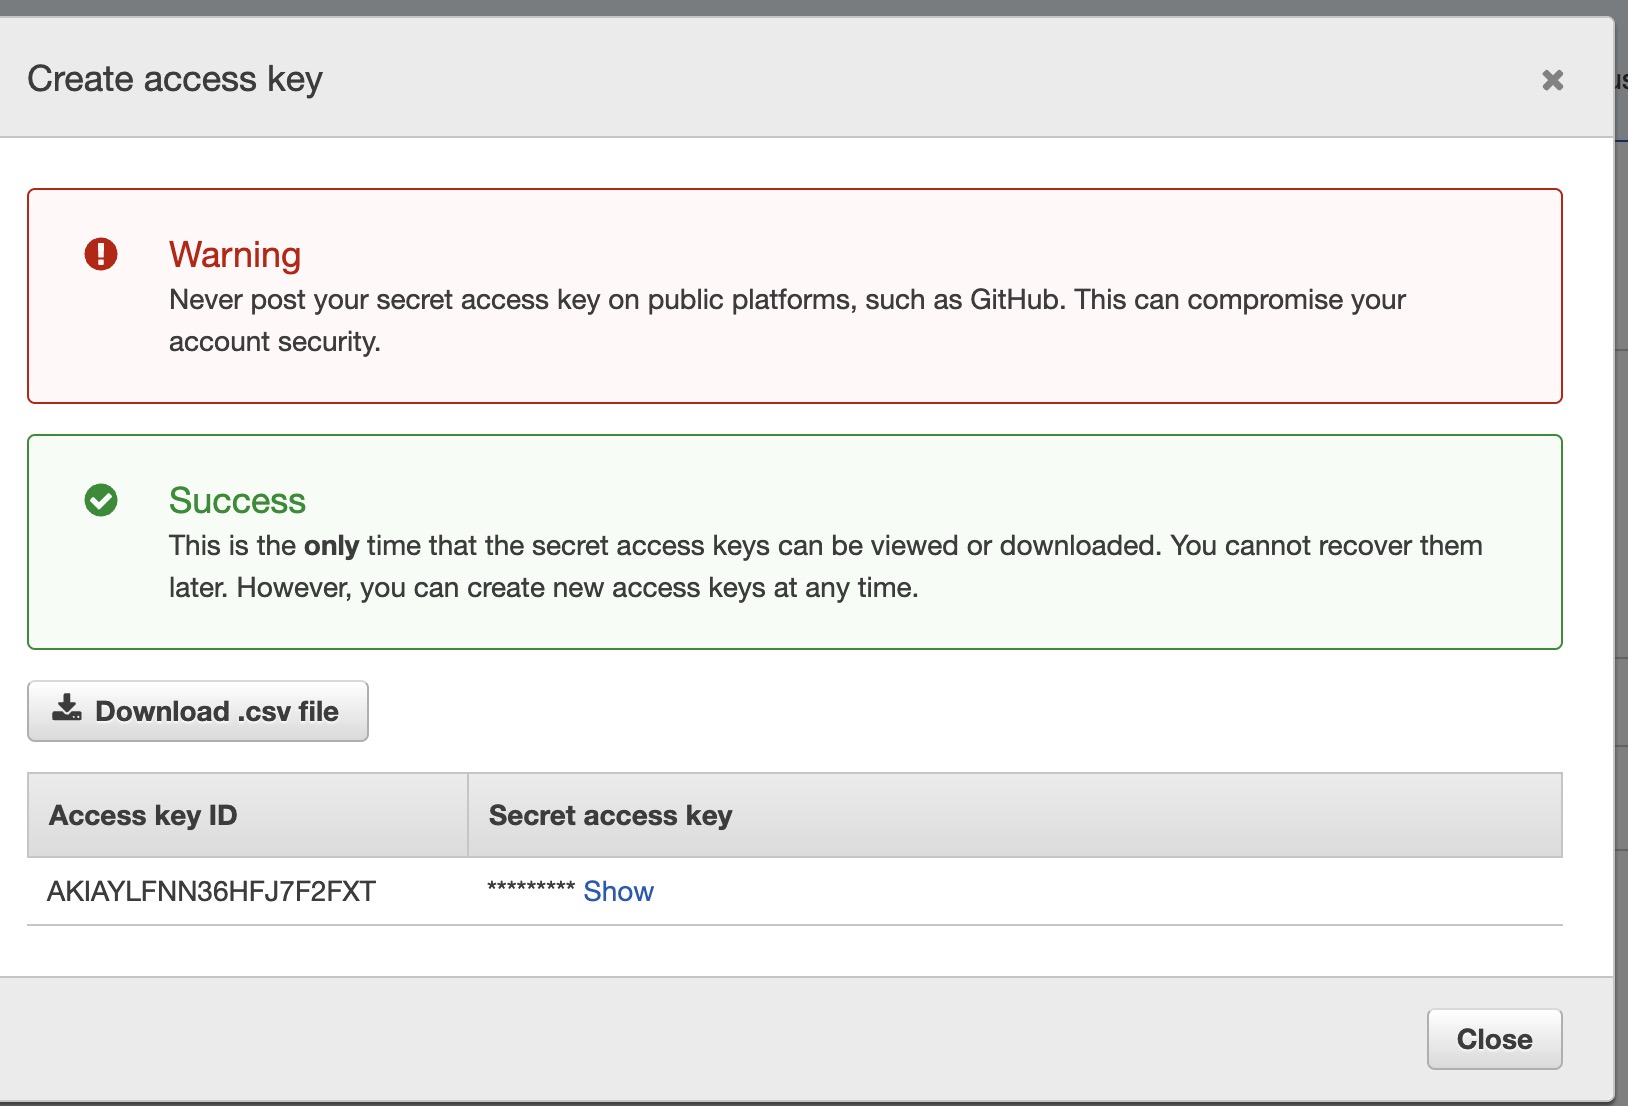 Create access key
us
Warning
Never post your secret access key on public platforms, such as GitHub. This can compromise your
account security.
Success
This is the only time that the secret access keys can be viewed or downloaded. You cannot recover them
later. However, you can create new access keys at any time.
Download .csv file
Access key ID Secret access key
AKIAYLFNN36HFJ7F2FXT ********* Show
Close